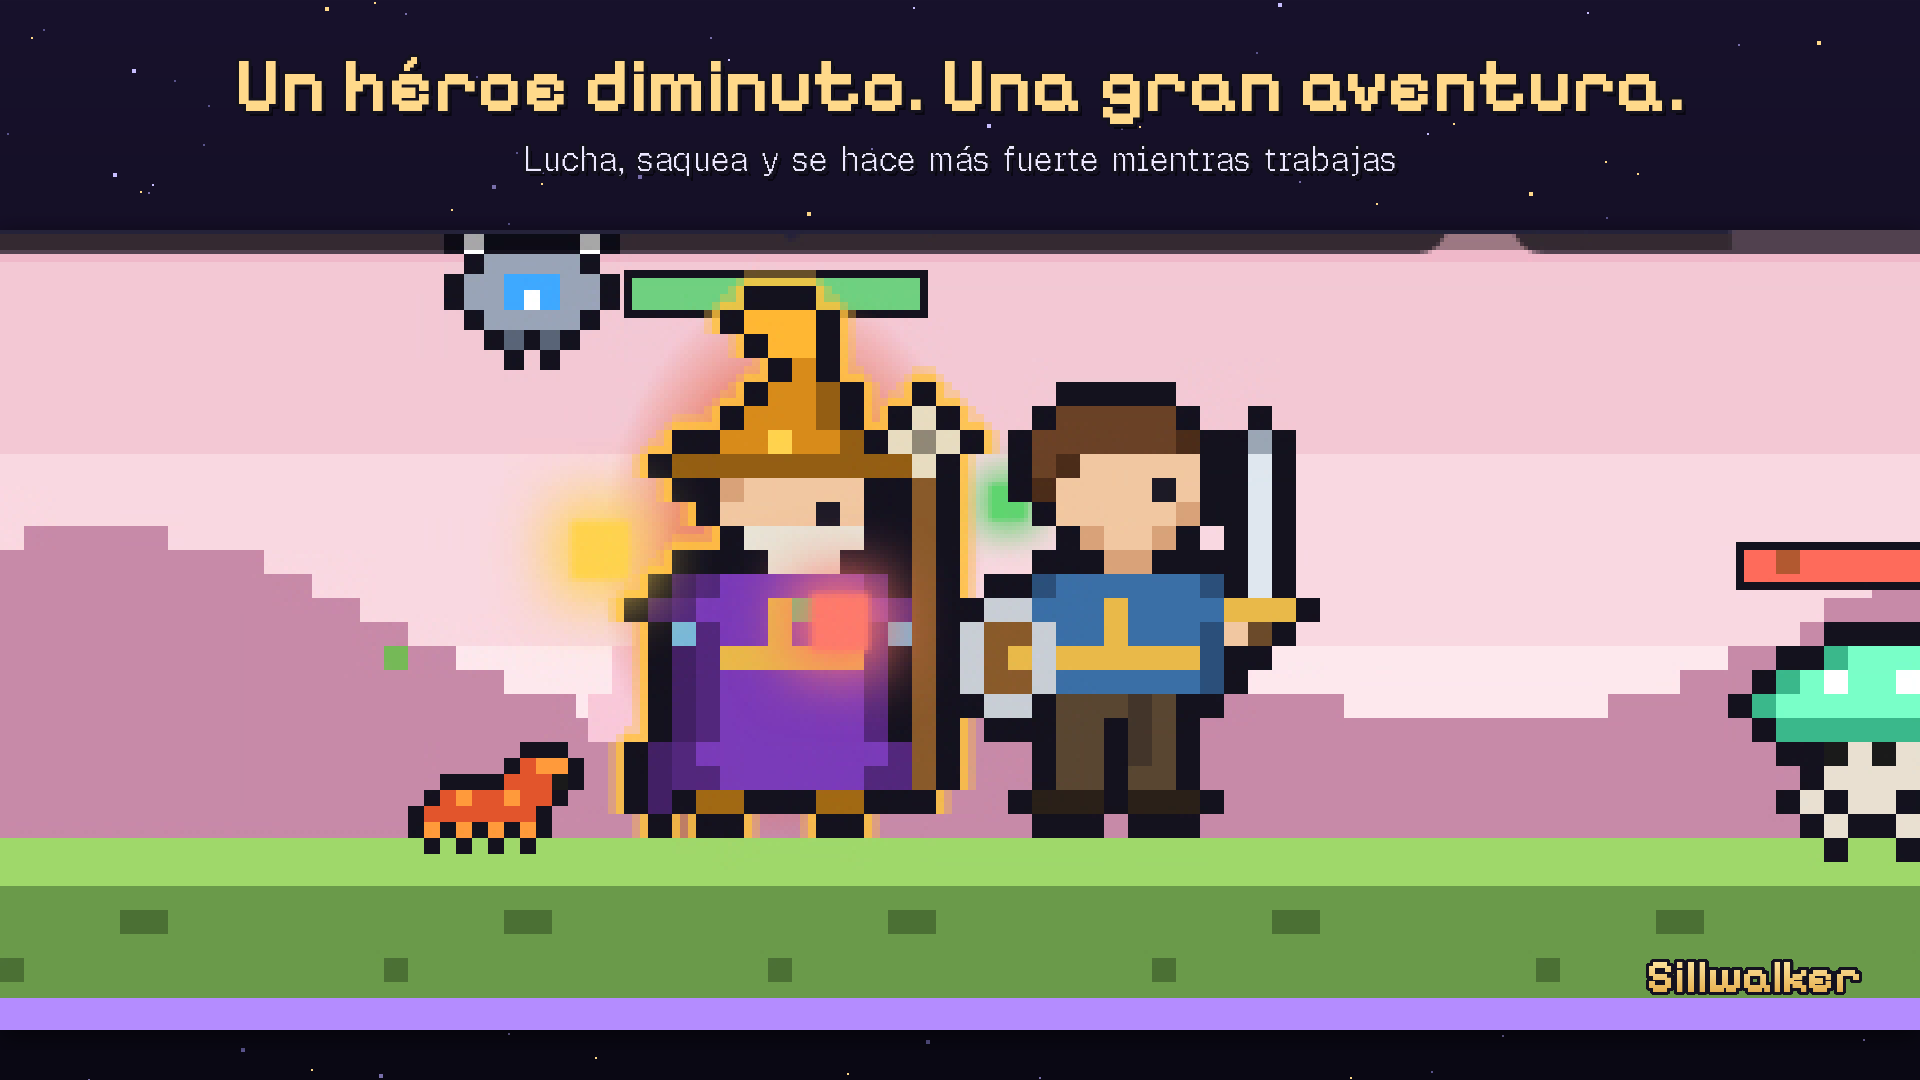 Un héroe diminuto. Una gran aventura.
Lucha, saquea y se hace más fuerte mientras trabajas
Sillwalker